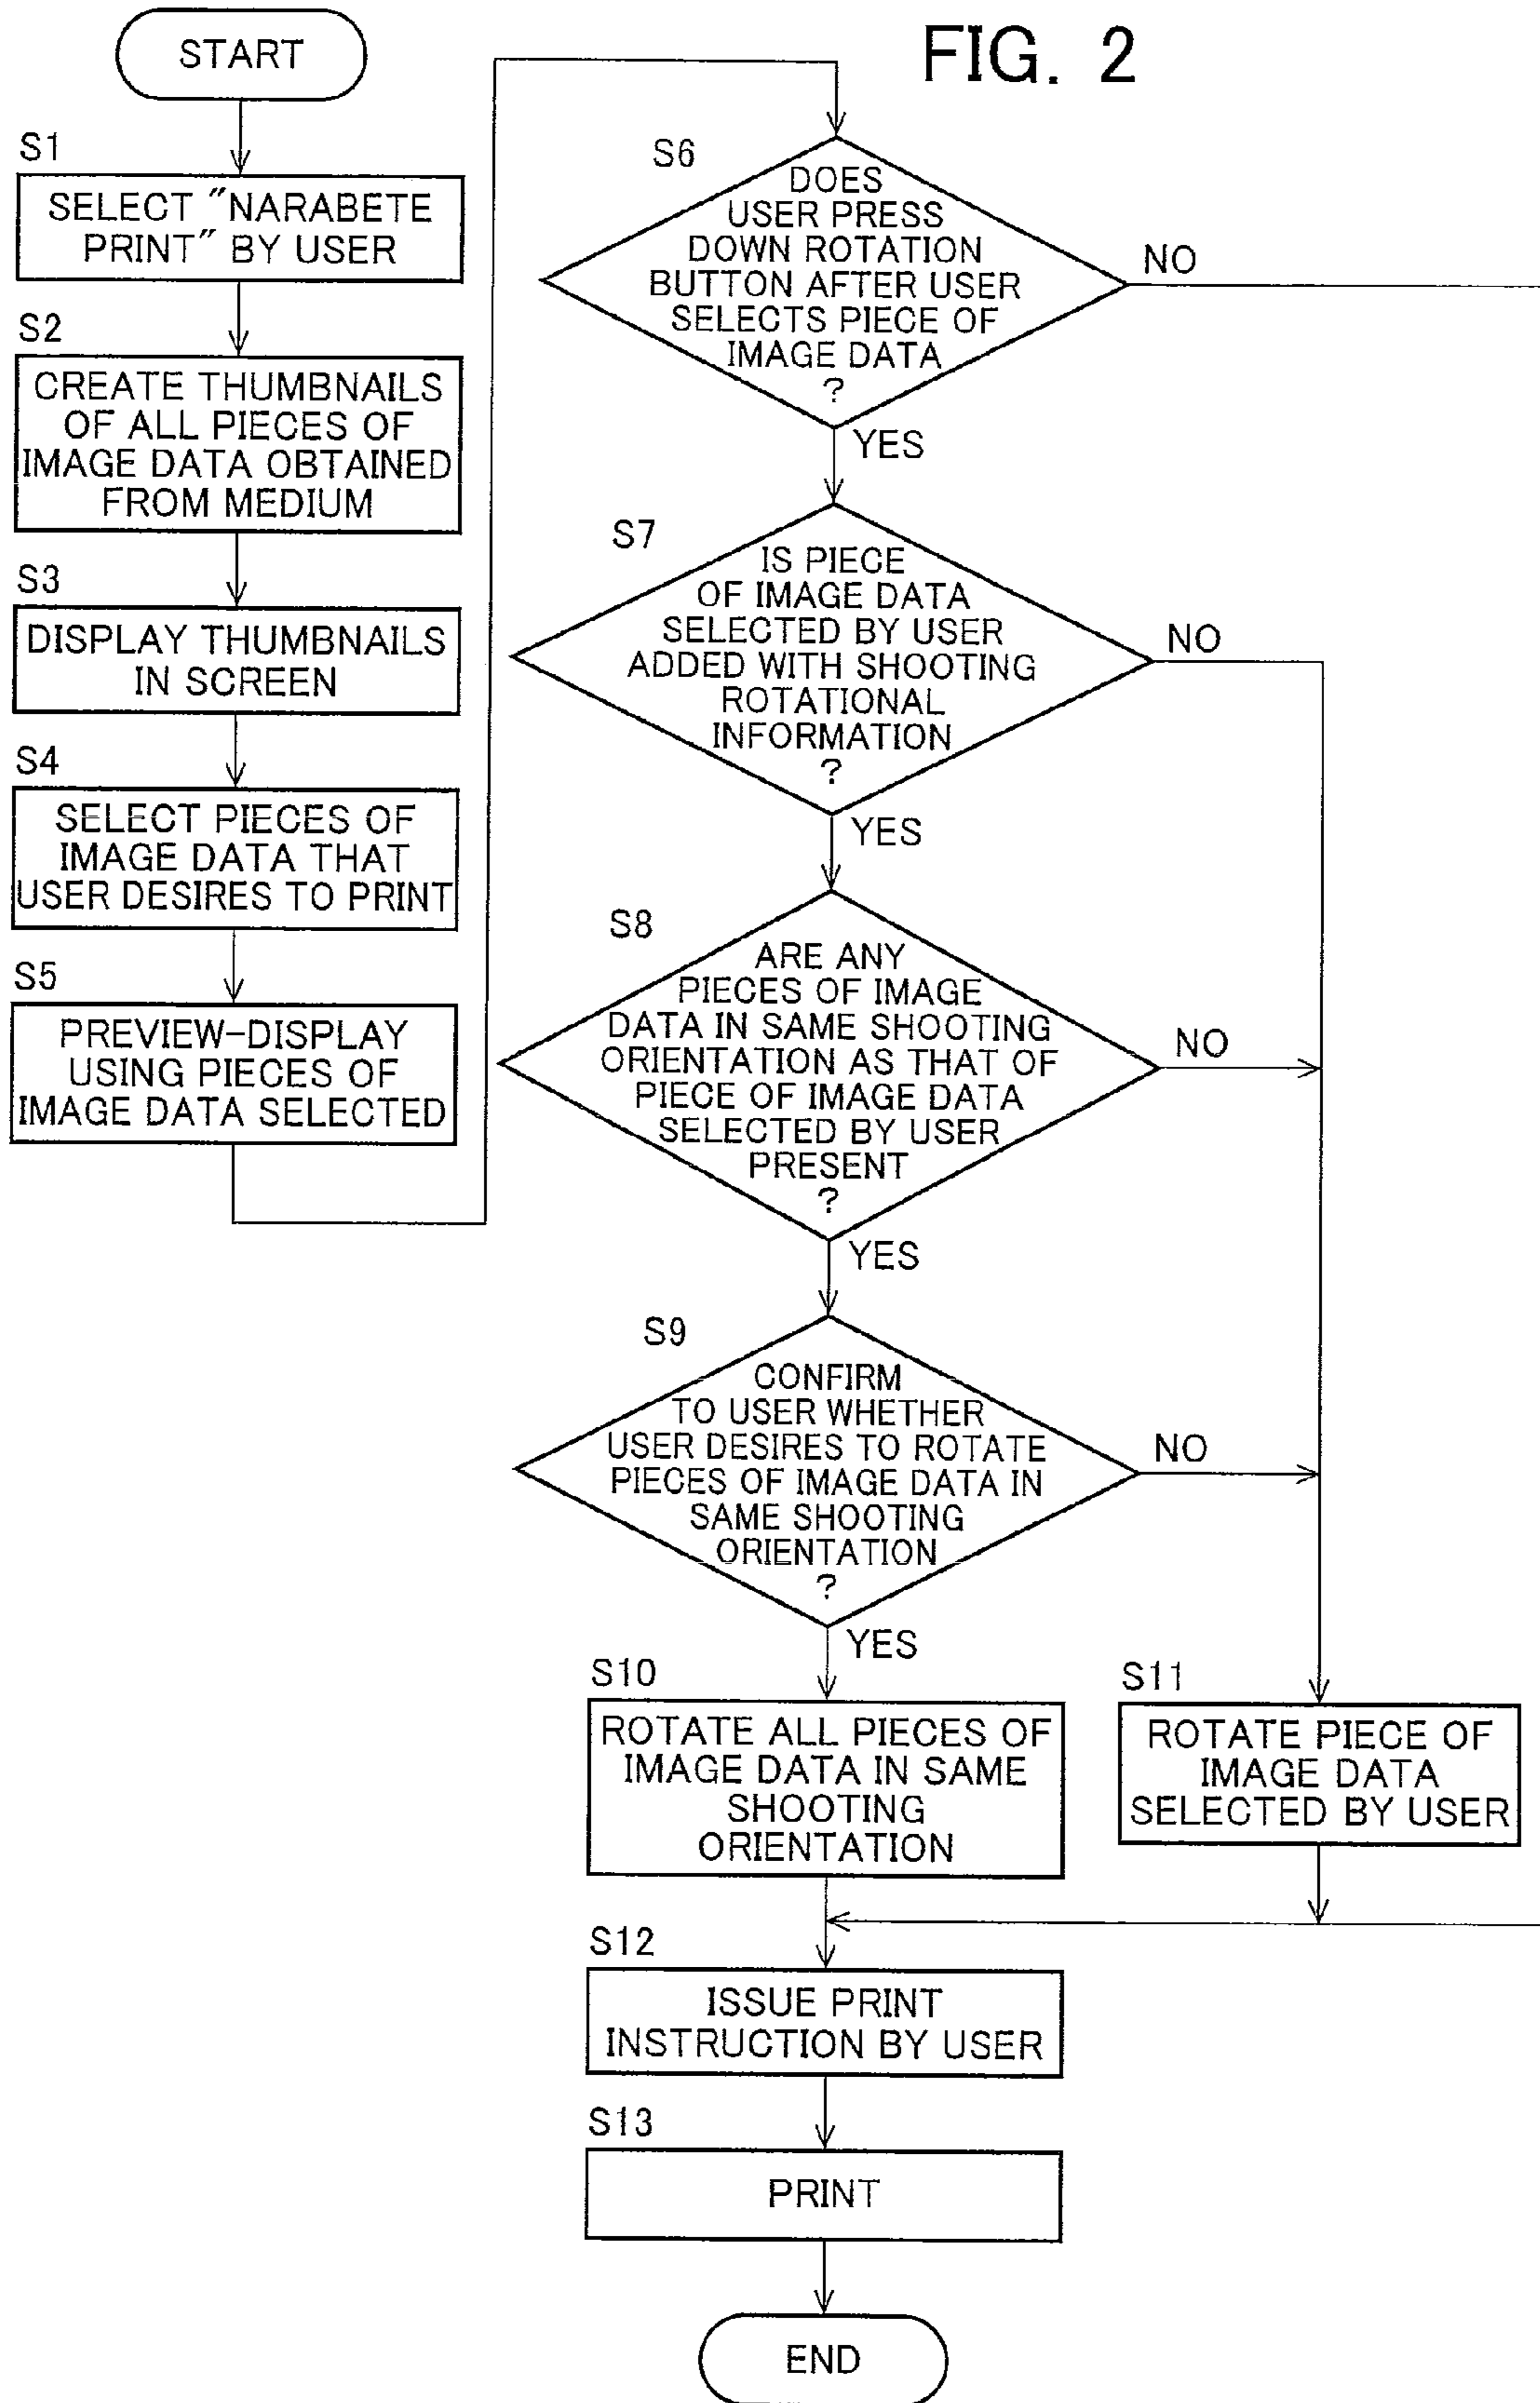 FIG. 2
START
S1
SELECT "NARABETE
PRINT" BY USER
S2
CREATE THUMBNAILS
OF ALL PIECES OF
IMAGE DATA OBTAINED
FROM MEDIUM
S3
DISPLAY THUMBNAILS
IN SCREEN
S4
SELECT PIECES OF
IMAGE DATA THAT
USER DESIRES TO PRINT
S5
PREVIEW-DISPLAY
USING PIECES OF
IMAGE DATA SELECTED
S6
DOES
USER PRESS
DOWN ROTATION
BUTTON AFTER USER
SELECTS PIECE OF
IMAGE DATA
?
NO
YES
S7
IS PIECE
OF IMAGE DATA
SELECTED BY USER
ADDED WITH SHOOTING
ROTATIONAL
INFORMATION
?
NO
YES
S8
ARE ANY
PIECES OF IMAGE
DATA IN SAME SHOOTING
ORIENTATION AS THAT OF
PIECE OF IMAGE DATA
SELECTED BY USER
PRESENT
?
NO
YES
S9
CONFIRM
TO USER WHETHER
USER DESIRES TO ROTATE
PIECES OF IMAGE DATA IN
SAME SHOOTING
ORIENTATION
?
NO
YES
S10
ROTATE ALL PIECES OF
IMAGE DATA IN SAME
SHOOTING
ORIENTATION
S11
ROTATE PIECE OF
IMAGE DATA
SELECTED BY USER
S12
ISSUE PRINT
INSTRUCTION BY USER
S13
PRINT
END